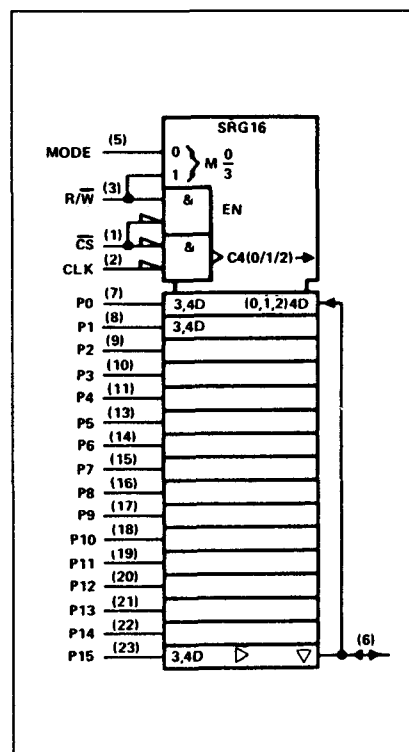 SRG16
MODE (5) 0 } M 0/3
1
R/W̅ (3) & EN
C̅S̅ (1) &
CLK (2) C4(0/1/2)→
P0 (7) 3,4D (0,1,2)4D
P1 (8) 3,4D
P2 (9)
P3 (10)
P4 (11)
P5 (13)
P6 (14)
P7 (15)
P8 (16)
P9 (17)
P10 (18)
P11 (19)
P12 (20)
P13 (21)
P14 (22)
P15 (23) 3,4D ▷ ▽ (6)